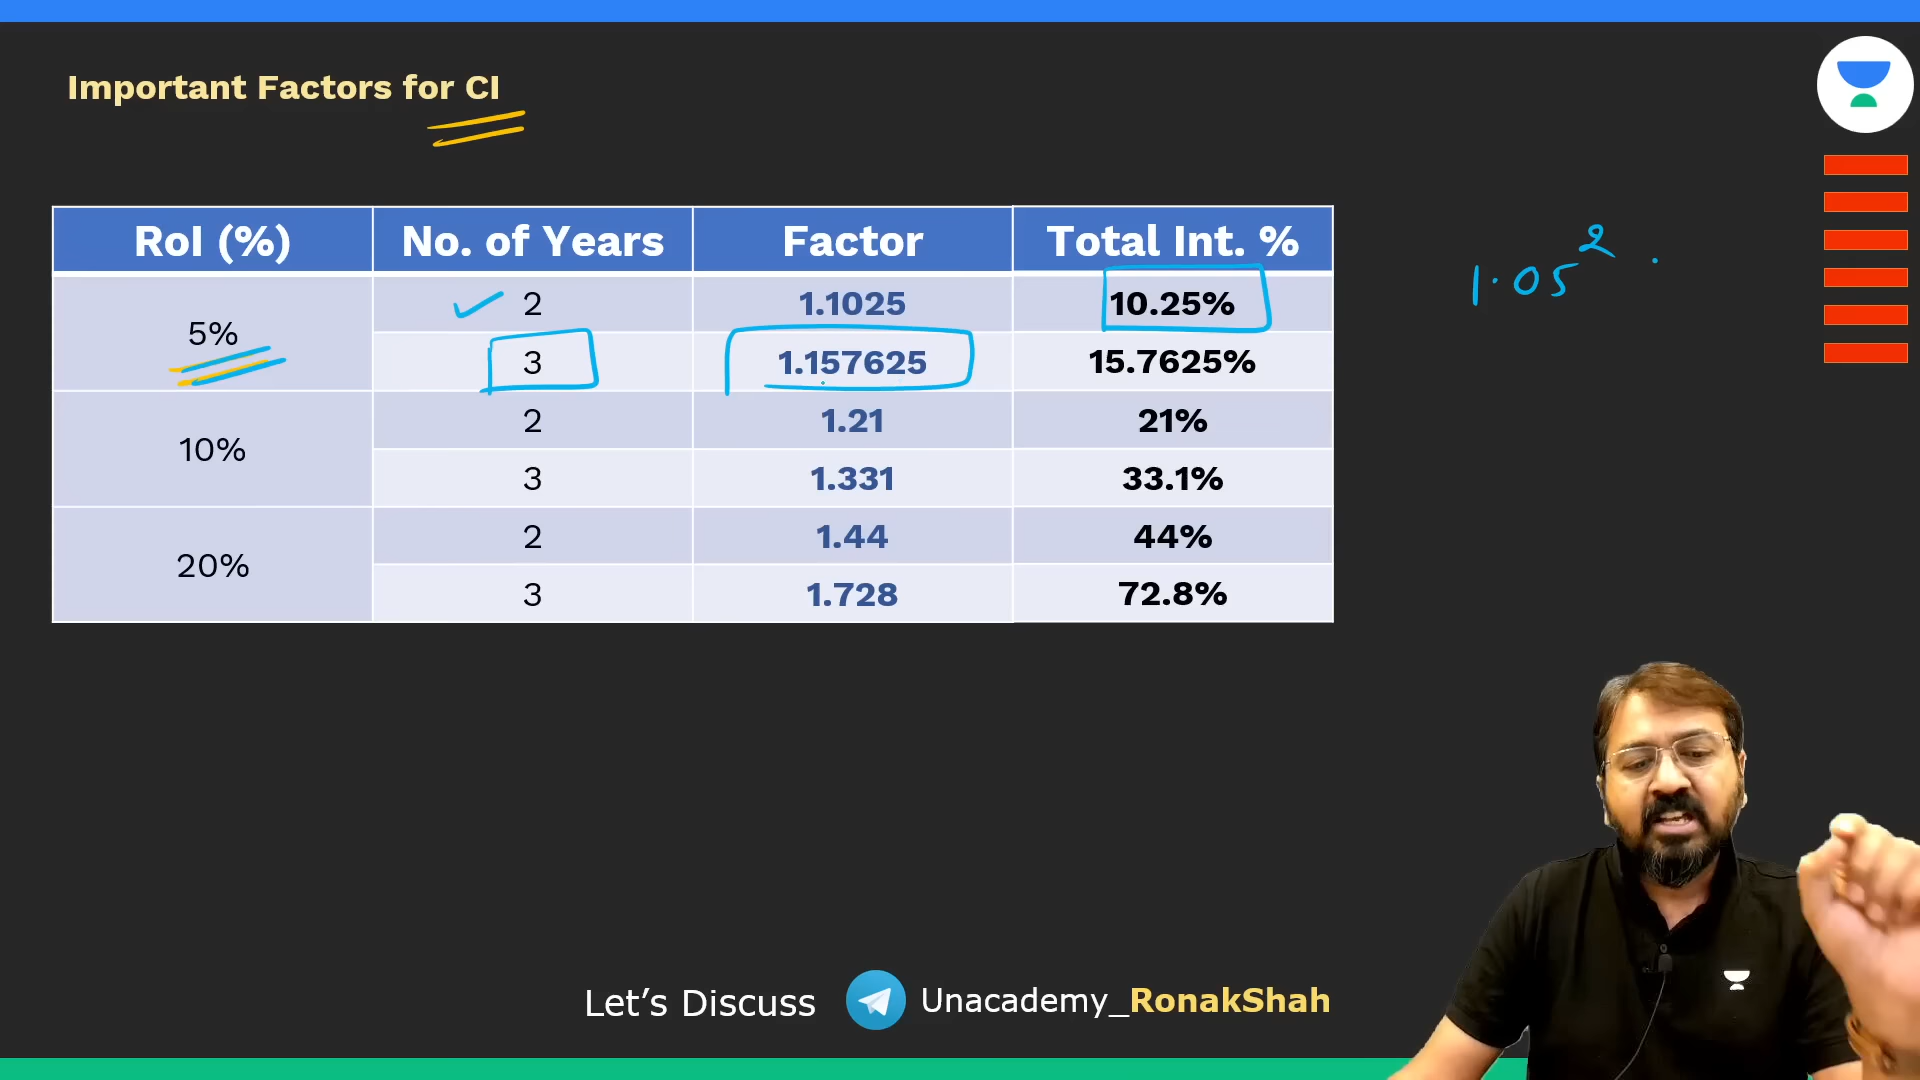 Important Factors for CI
RoI (%) No. of Years Factor Total Int. %
5% 2 1.1025 10.25%
3 1.157625 15.7625%
10% 2 1.21 21%
3 1.331 33.1%
20% 2 1.44 44%
3 1.728 72.8%
1.05² .
Let's Discuss Unacademy_RonakShah